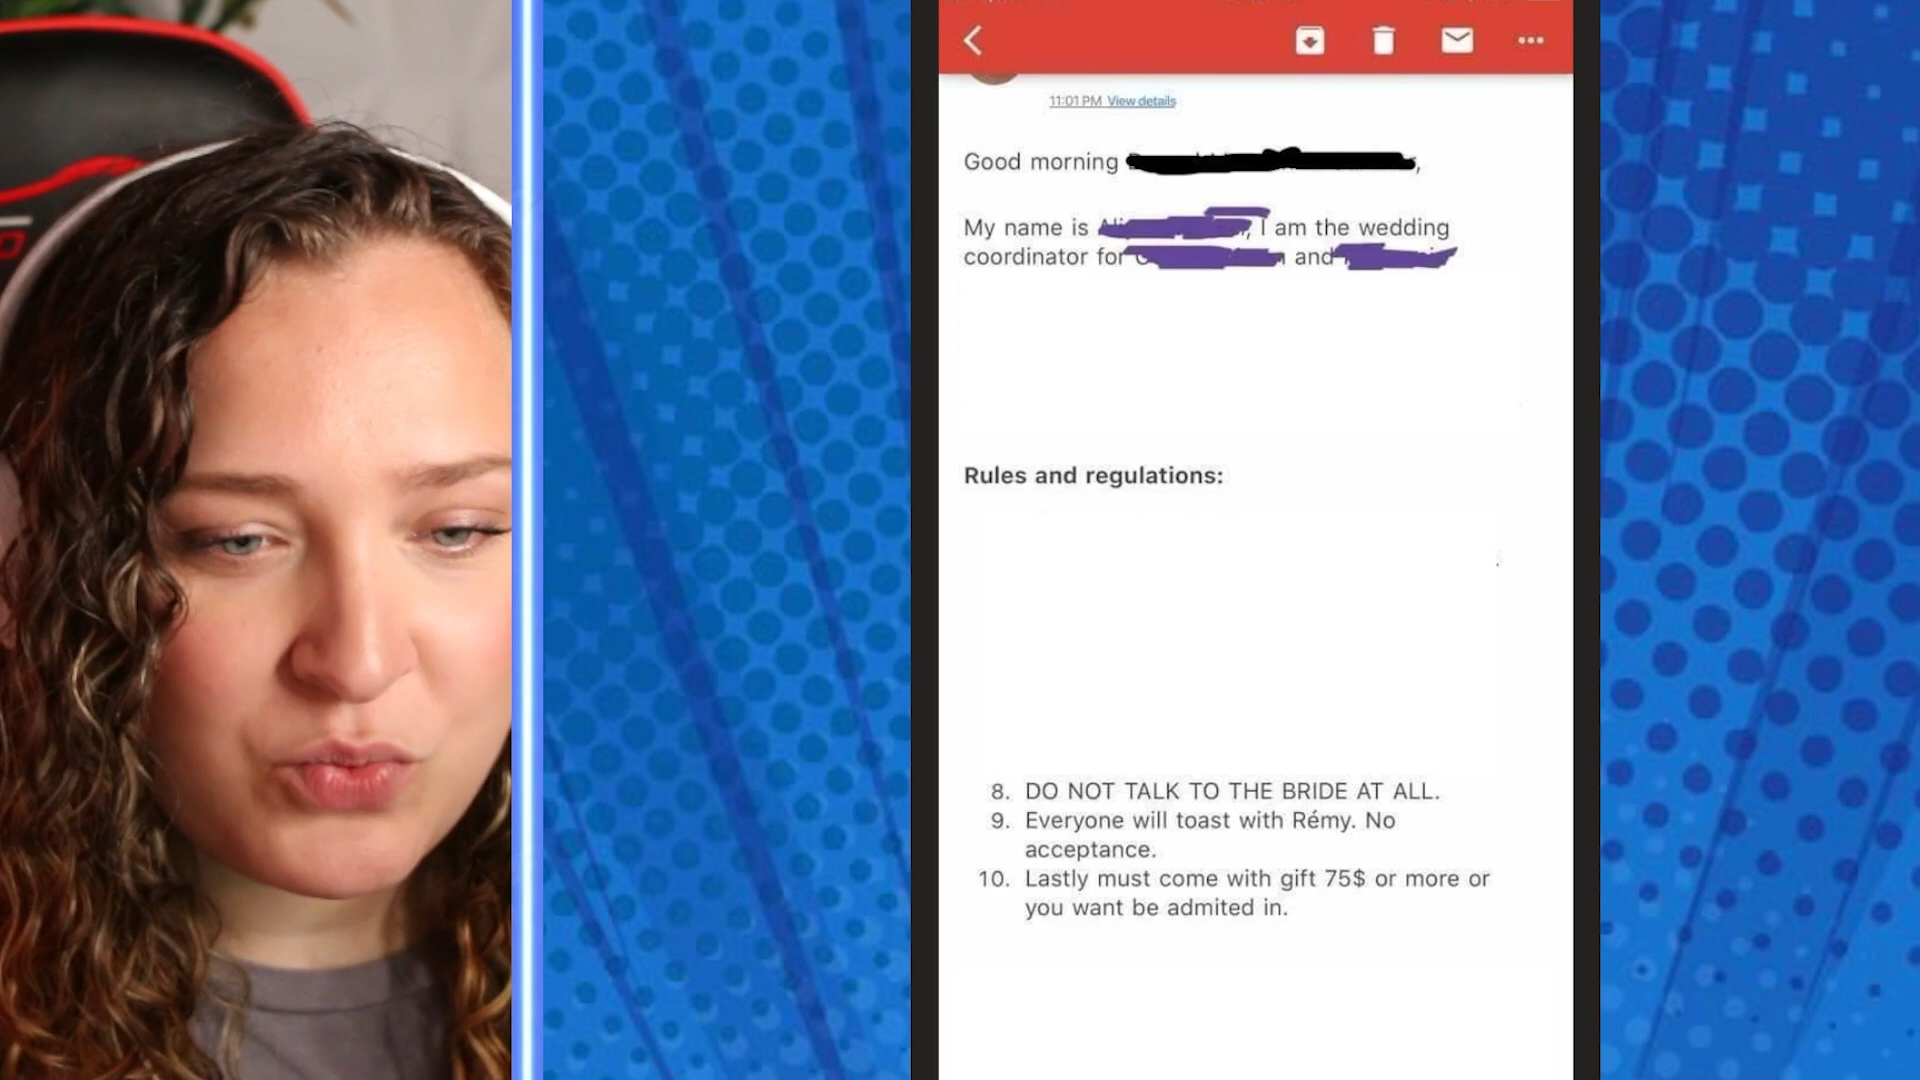 11:01 PM View details
Good morning ,
My name is , I am the wedding
coordinator for and
Rules and regulations:
8. DO NOT TALK TO THE BRIDE AT ALL.
9. Everyone will toast with Rémy. No
acceptance.
10. Lastly must come with gift 75$ or more or
you want be admited in.